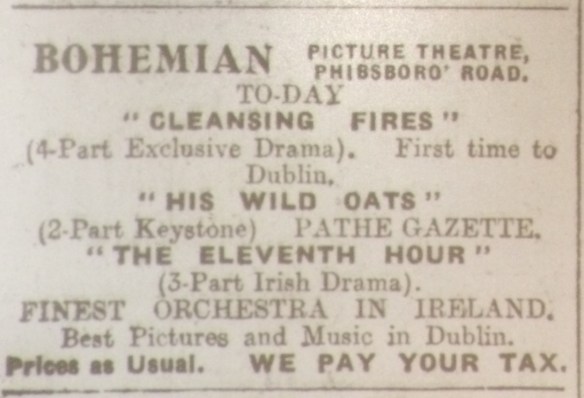 BOHEMIAN PICTURE THEATRE, PHIBSBORO' ROAD.
TO-DAY
"CLEANSING FIRES"
(4-Part Exclusive Drama). First time to
Dublin.
"HIS WILD OATS"
(2-Part Keystone) PATHE GAZETTE.
"THE ELEVENTH HOUR"
(3-Part Irish Drama).
FINEST ORCHESTRA IN IRELAND.
Best Pictures and Music in Dublin.
Prices as Usual. WE PAY YOUR TAX.